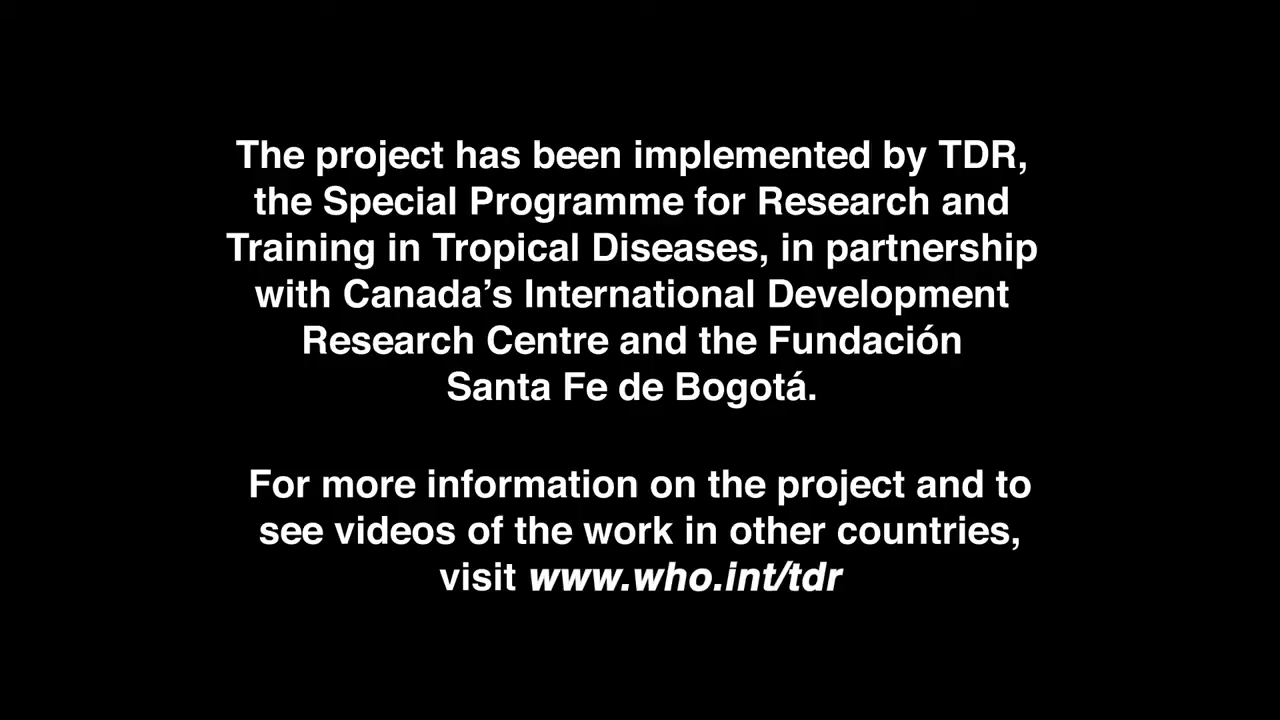 The project has been implemented by TDR,
the Special Programme for Research and
Training in Tropical Diseases, in partnership
with Canada’s International Development
Research Centre and the Fundación
Santa Fe de Bogotá.
For more information on the project and to
see videos of the work in other countries,
visit www.who.int/tdr